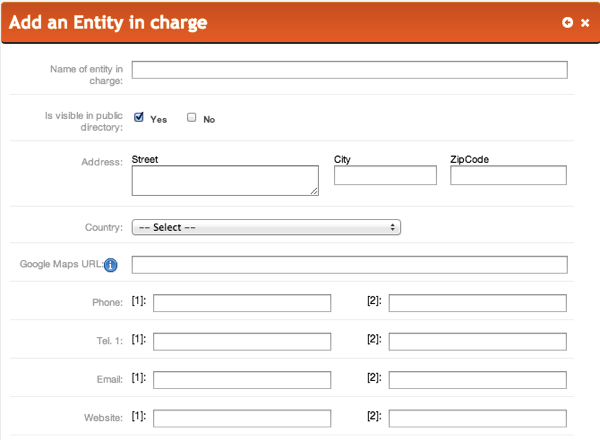 Add an Entity in charge
Name of entity in
charge:
Is visible in public
directory:
Yes No
Address:
Street City ZipCode
Country:
-- Select --
Google Maps URL:
Phone: [1]: [2]:
Tel. 1: [1]: [2]:
Email: [1]: [2]:
Website: [1]: [2]: